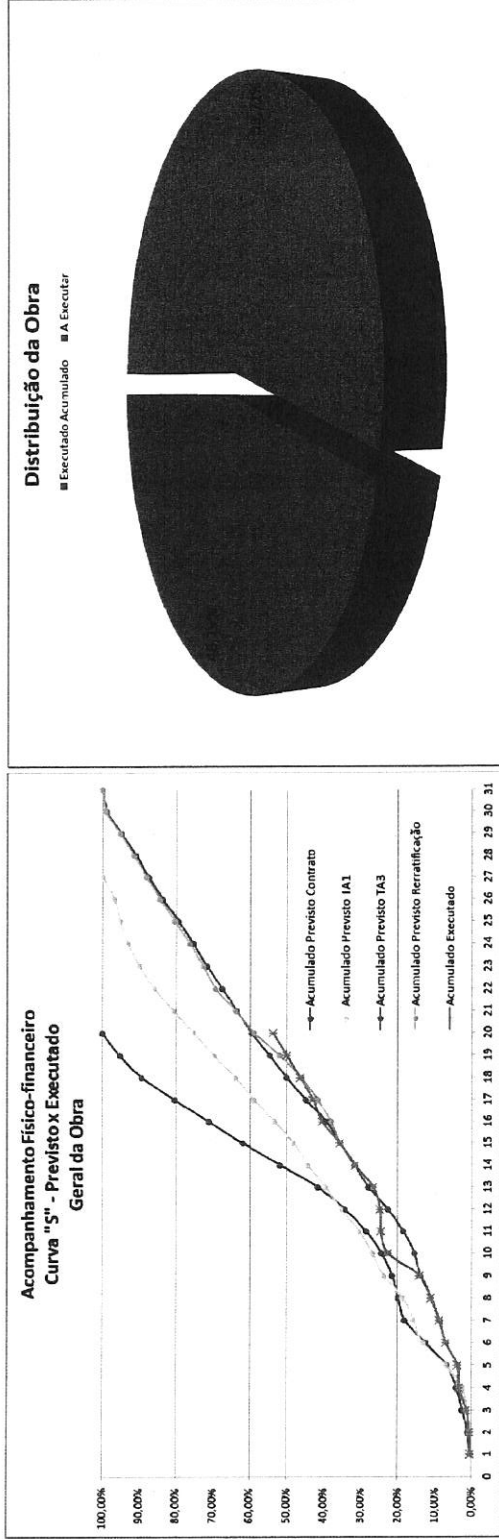 Acompanhamento Físico-financeiro
Curva "S" - Previsto x Executado
Geral da Obra
100,00%
90,00%
80,00%
70,00%
60,00%
50,00%
40,00%
30,00%
20,00%
10,00%
0,00%
0 1 2 3 4 5 6 7 8 9 10 11 12 13 14 15 16 17 18 19 20 21 22 23 24 25 26 27 28 29 30 31
Acumulado Previsto Contrato
Acumulado Previsto TA1
Acumulado Previsto TA3
Acumulado Previsto Rerratificação
Acumulado Executado
Distribuição da Obra
Executado Acumulado A Executar